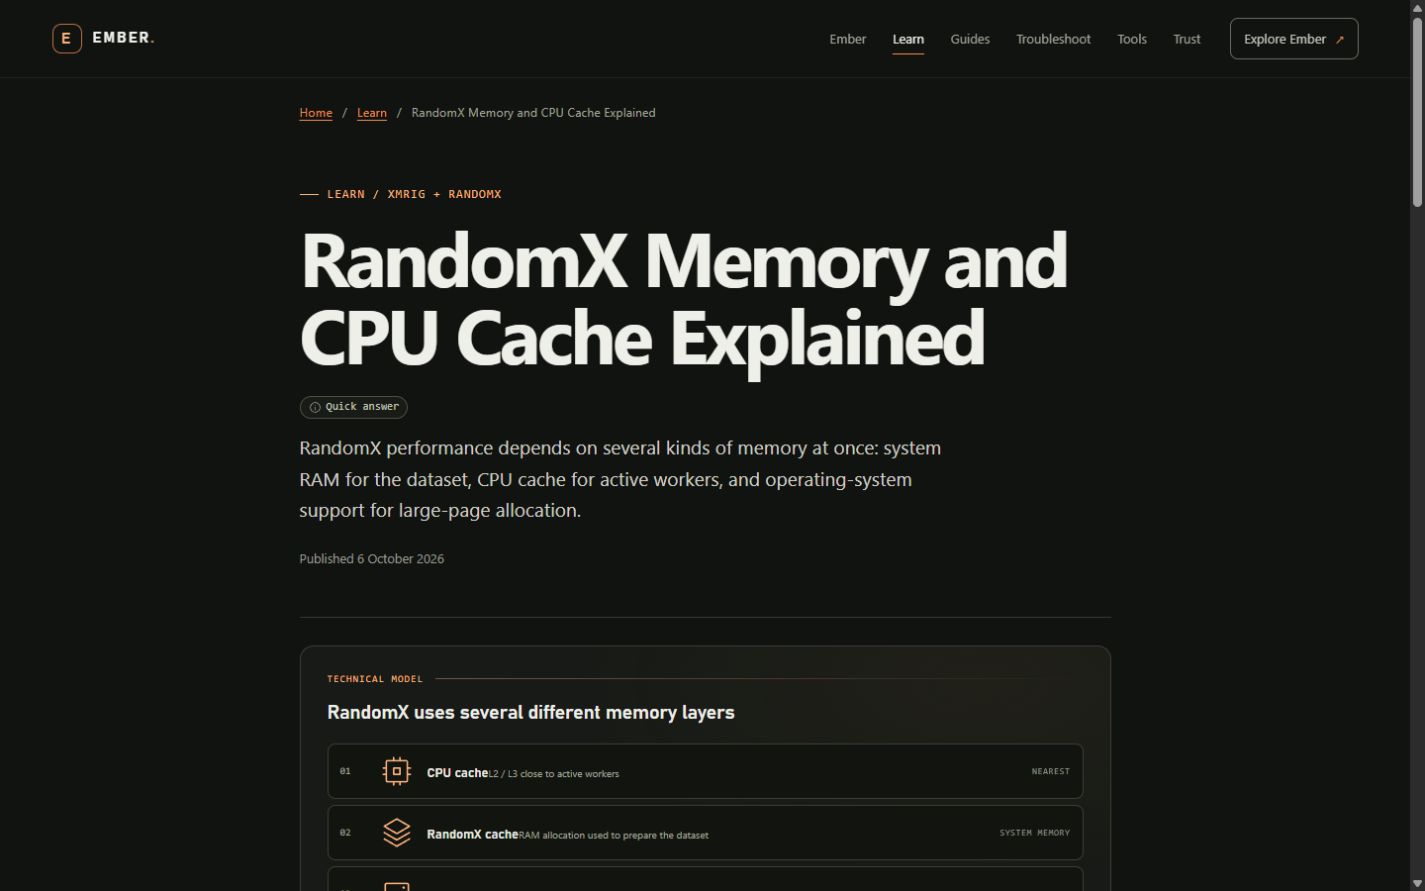 E EMBER.
Ember Learn Guides Troubleshoot Tools Trust Explore Ember ↗
Home / Learn / RandomX Memory and CPU Cache Explained
LEARN / XMRIG + RANDOMX
RandomX Memory and
CPU Cache Explained
Quick answer
RandomX performance depends on several kinds of memory at once: system
RAM for the dataset, CPU cache for active workers, and operating-system
support for large-page allocation.
Published 6 October 2026
TECHNICAL MODEL
RandomX uses several different memory layers
01 CPU cache L2 / L3 close to active workers NEAREST
02 RandomX cache RAM allocation used to prepare the dataset SYSTEM MEMORY